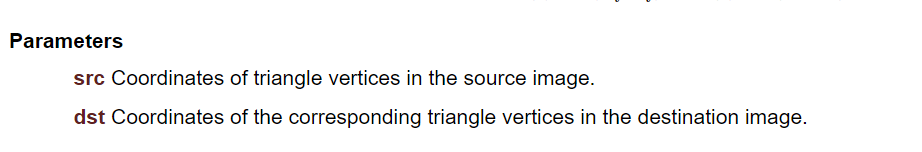 Parameters
src Coordinates of triangle vertices in the source image.
dst Coordinates of the corresponding triangle vertices in the destination image.